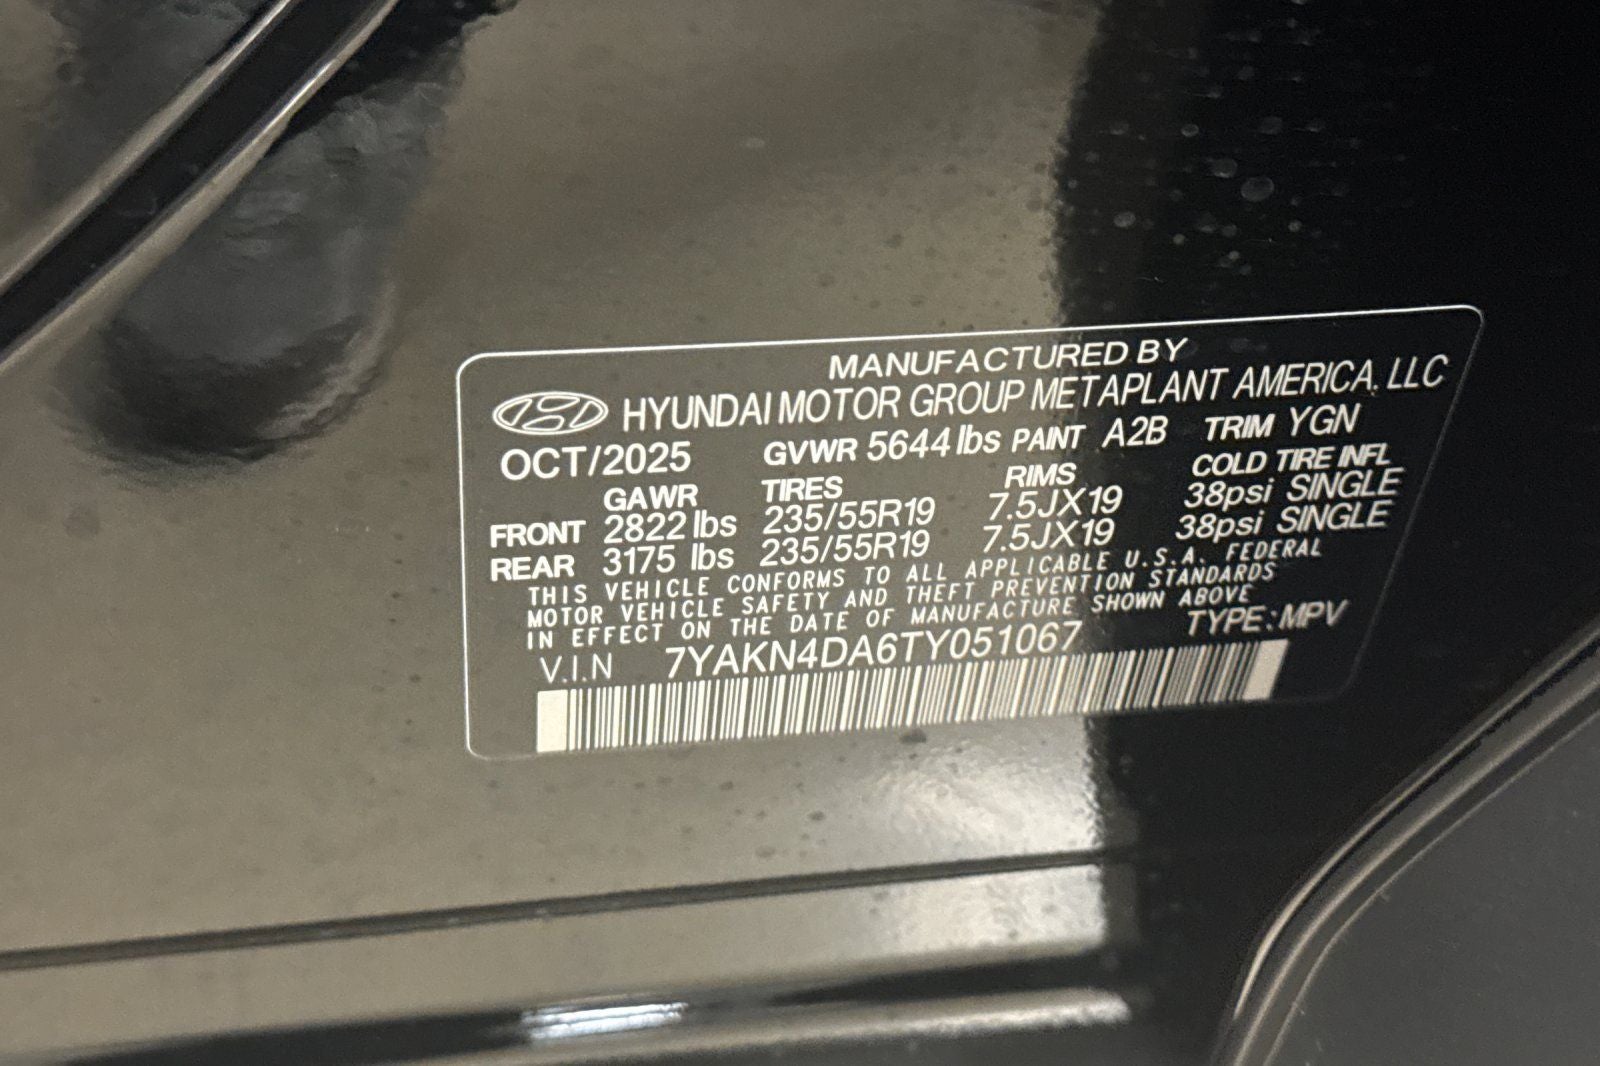 MANUFACTURED BY
HYUNDAI MOTOR GROUP METAPLANT AMERICA, LLC
OCT/2025 GVWR 5644 lbs PAINT A2B TRIM YGN
GAWR TIRES RIMS COLD TIRE INFL
FRONT 2822 lbs 235/55R19 7.5JX19 38psi SINGLE
REAR 3175 lbs 235/55R19 7.5JX19 38psi SINGLE
THIS VEHICLE CONFORMS TO ALL APPLICABLE U.S.A. FEDERAL
MOTOR VEHICLE SAFETY AND THEFT PREVENTION STANDARDS
IN EFFECT ON THE DATE OF MANUFACTURE SHOWN ABOVE
V.I.N 7YAKN4DA6TY051067 TYPE:MPV